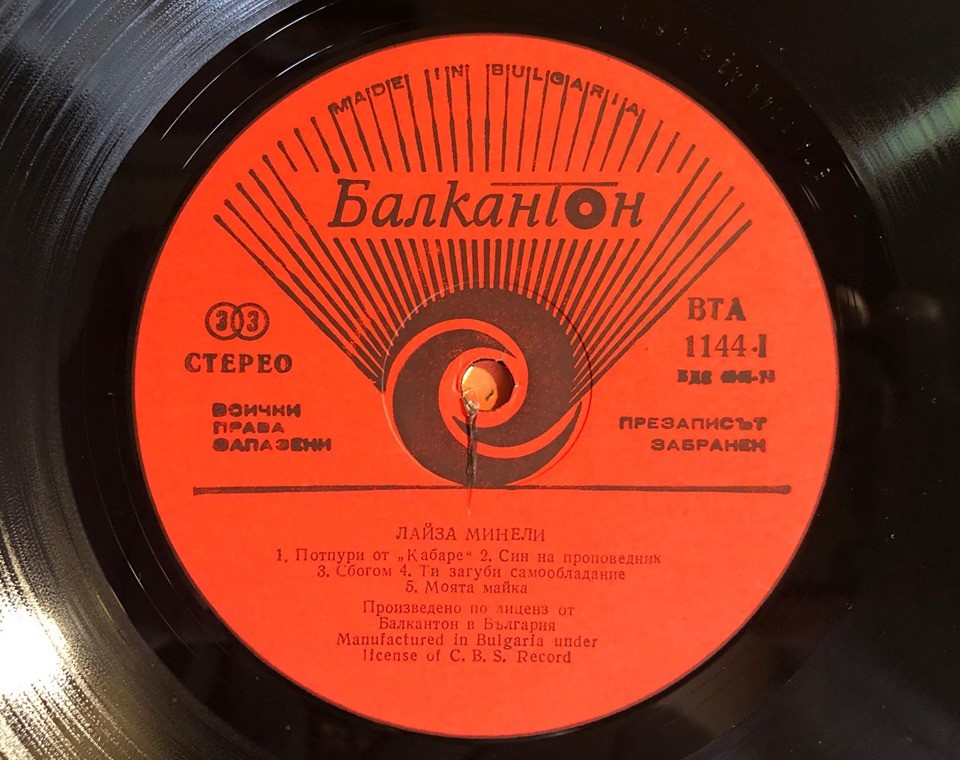 MADE IN BULGARIA
Балкантон
33
СТЕРЕО
ВТА
1144-I
БДС
ВСИЧКИ
ПРАВА
ЗАПАЗЕНИ
ПРЕЗАПИСЪТ
ЗАБРАНЕН
ЛАЙЗА МИНЕЛИ
1. Потпури от „Кабаре“ 2. Син на проповедник
3. Сбогом 4. Ти загуби самообладание
5. Моята майка
Произведено по лиценз от
Балкантон в България
Manufactured in Bulgaria under
license of C. B. S. Record